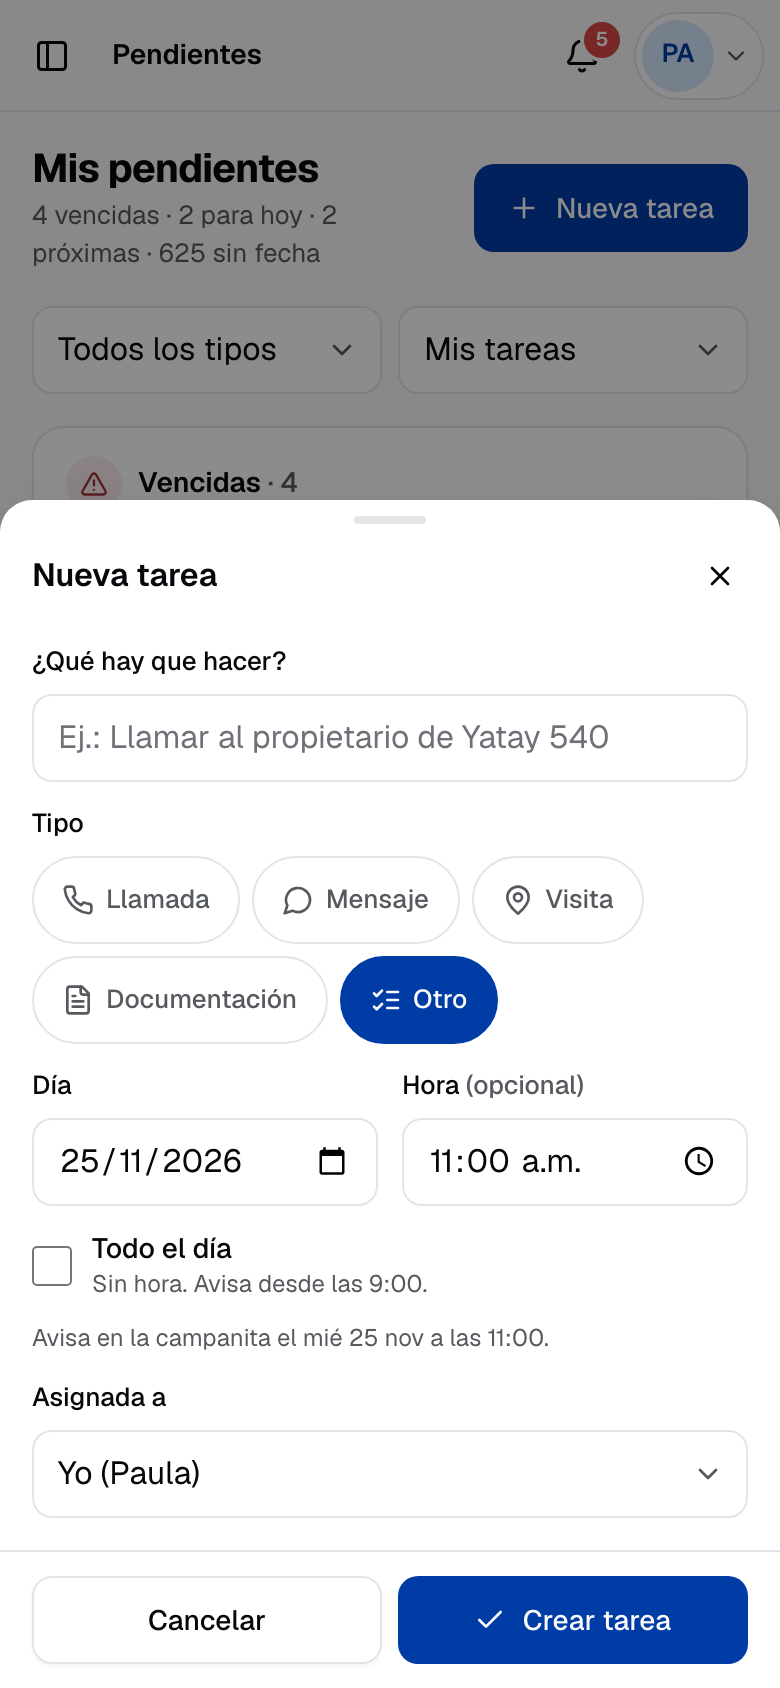 Pendientes
5
PA
Mis pendientes
4 vencidas · 2 para hoy · 2
próximas · 625 sin fecha
Nueva tarea
Todos los tipos
Mis tareas
Vencidas · 4
Nueva tarea
¿Qué hay que hacer?
Ej.: Llamar al propietario de Yatay 540
Tipo
Llamada
Mensaje
Visita
Documentación
Otro
Día
Hora (opcional)
25/11/2026
11:00 a.m.
Todo el día
Sin hora. Avisa desde las 9:00.
Avisa en la campanita el mié 25 nov a las 11:00.
Asignada a
Yo (Paula)
Cancelar
Crear tarea